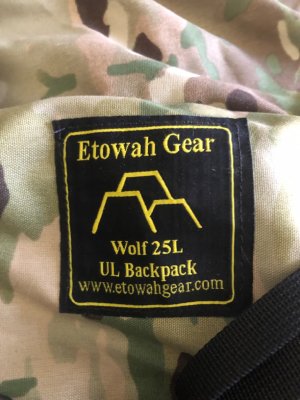 Etowah Gear
Wolf 25L
UL Backpack
www.etowahgear.com